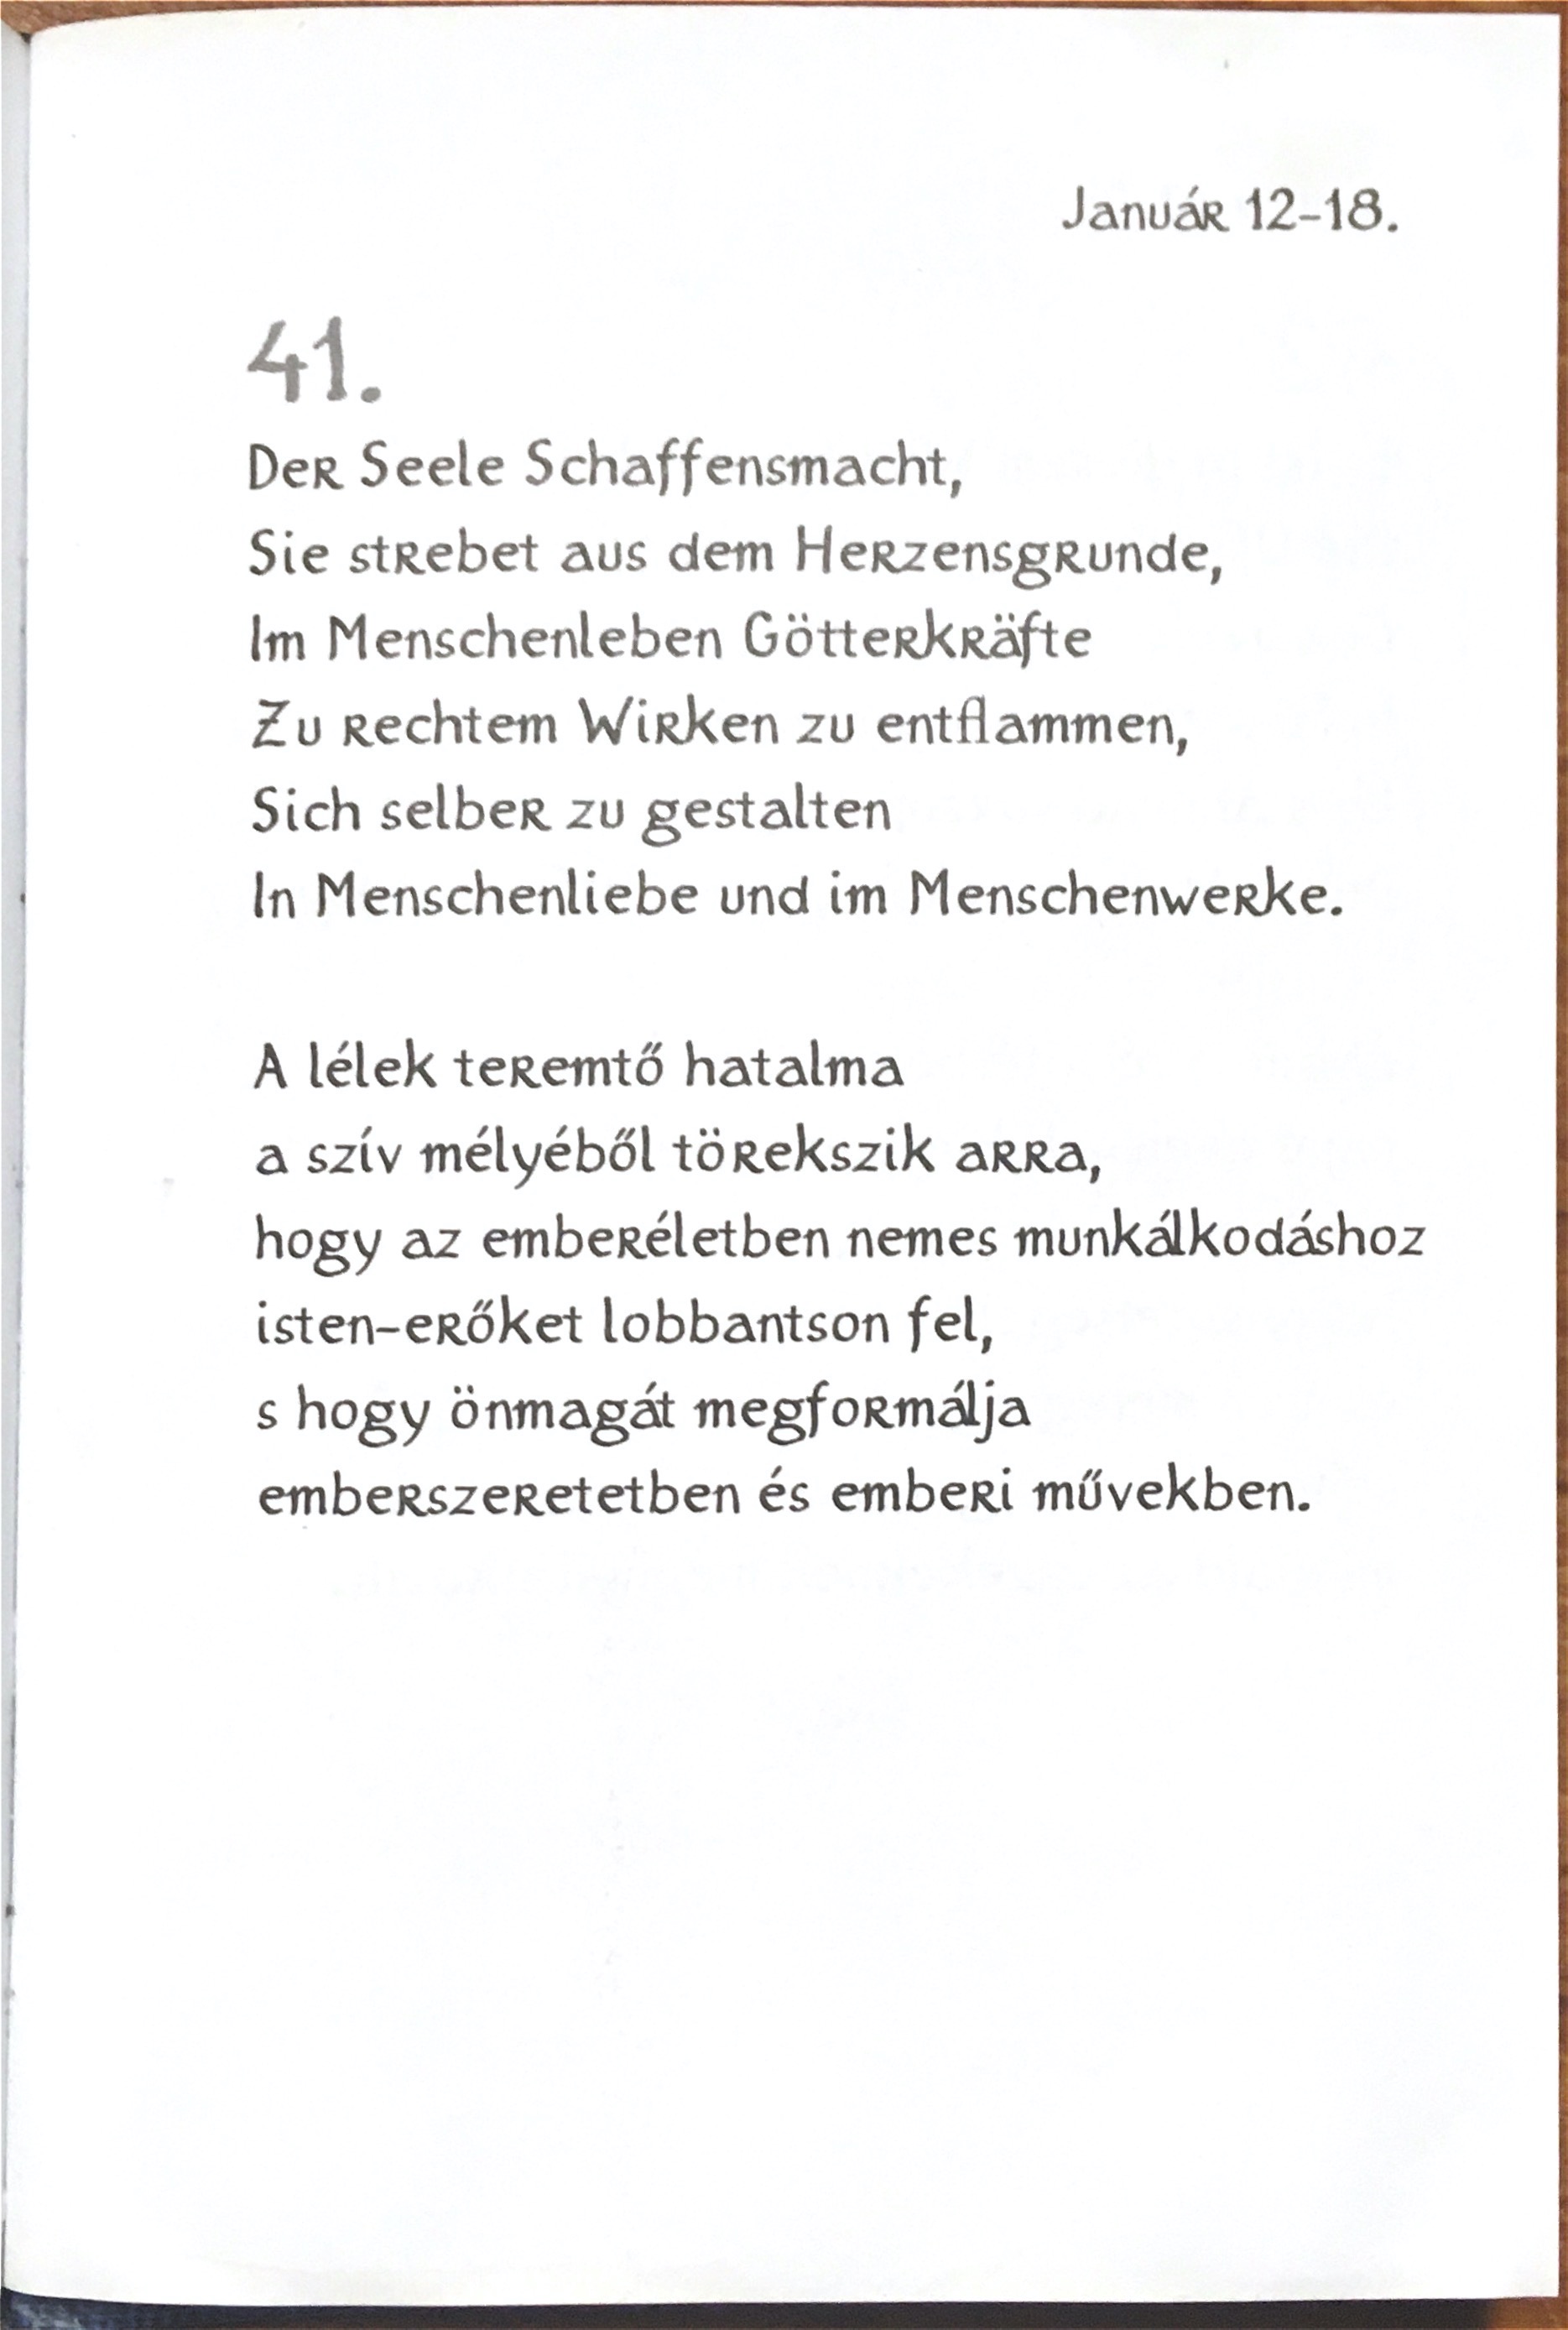 Január 12-18.
41.
Der Seele Schaffensmacht,
Sie strebet aus dem Herzensgrunde,
Im Menschenleben Götterkräfte
Zu rechtem Wirken zu entflammen,
Sich selber zu gestalten
In Menschenliebe und im Menschenwerke.
A lélek teremtő hatalma
a szív mélyéből törekszik arra,
hogy az emberéletben nemes munkálkodáshoz
isten-erőket lobbantson fel,
s hogy önmagát megformálja
emberszeretetben és emberi művekben.